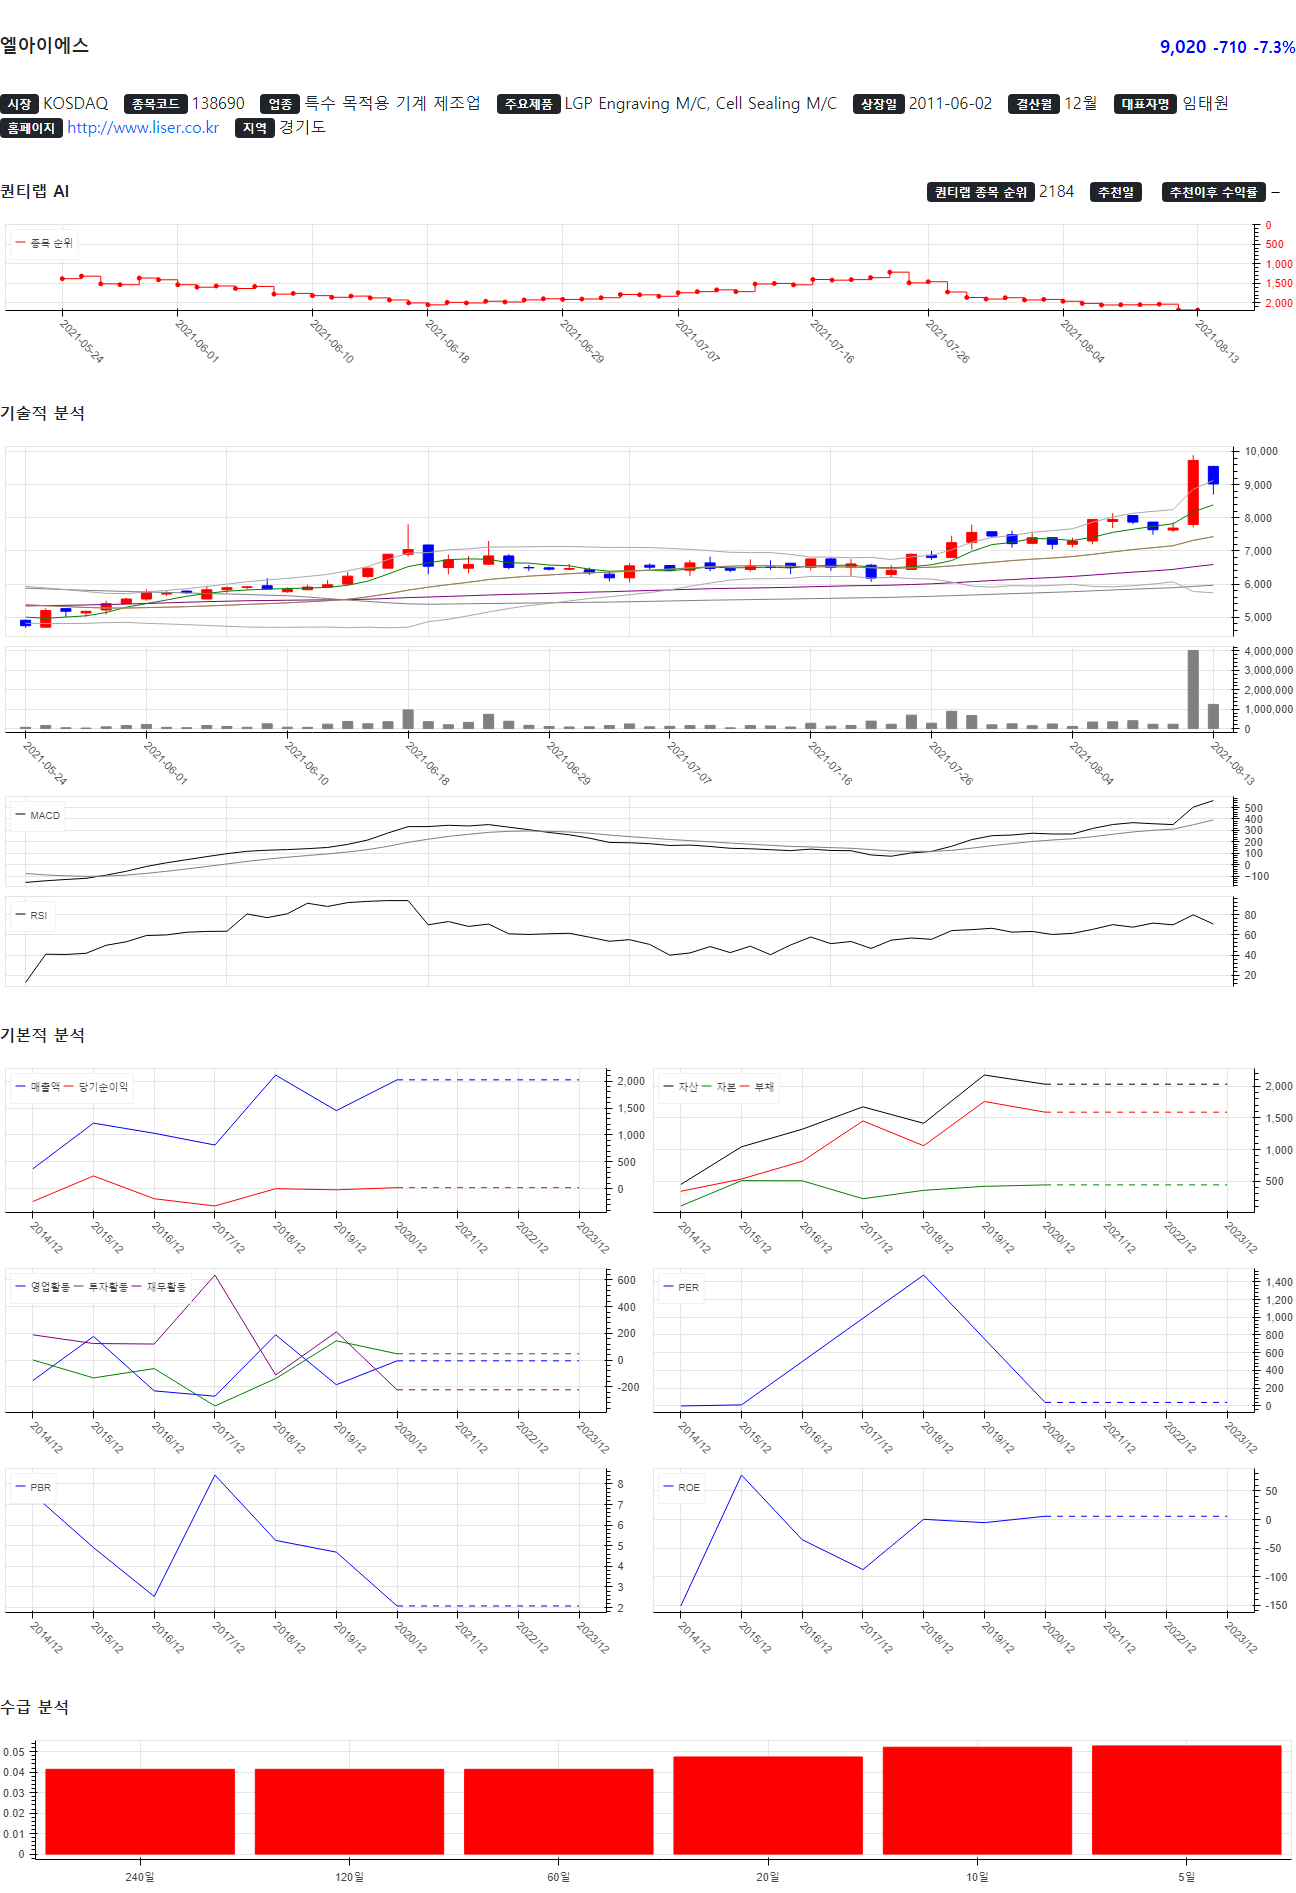 엘아이에스 9,020 -710 -7.3%
시장 KOSDAQ 종목코드 138690 업종 특수 목적용 기계 제조업 주요제품 LGP Engraving M/C, Cell Sealing M/C 상장일 2011-06-02 결산월 12월 대표자명 임태원
홈페이지 http://www.liser.co.kr 지역 경기도
퀀티랩 AI 퀀티랩 종목 순위 2184 추천일 추천이후 수익률 –
종목 순위
0
500
1,000
1,500
2,000
2021-05-24 2021-06-01 2021-06-10 2021-06-18 2021-06-29 2021-07-07 2021-07-16 2021-07-26 2021-08-04 2021-08-13
기술적 분석
10,000
9,000
8,000
7,000
6,000
5,000
4,000,000
3,000,000
2,000,000
1,000,000
0
2021-05-24 2021-06-01 2021-06-10 2021-06-18 2021-06-29 2021-07-07 2021-07-16 2021-07-26 2021-08-04 2021-08-13
MACD
500
400
300
200
100
0
-100
RSI
80
60
40
20
기본적 분석
매출액 당기순이익
2,000
1,500
1,000
500
0
2014/12 2015/12 2016/12 2017/12 2018/12 2019/12 2020/12 2021/12 2022/12 2023/12
자산 자본 부채
2,000
1,500
1,000
500
2014/12 2015/12 2016/12 2017/12 2018/12 2019/12 2020/12 2021/12 2022/12 2023/12
영업활동 투자활동 재무활동
600
400
200
0
-200
2014/12 2015/12 2016/12 2017/12 2018/12 2019/12 2020/12 2021/12 2022/12 2023/12
PER
1,400
1,200
1,000
800
600
400
200
0
2014/12 2015/12 2016/12 2017/12 2018/12 2019/12 2020/12 2021/12 2022/12 2023/12
PBR
8
7
6
5
4
3
2
2014/12 2015/12 2016/12 2017/12 2018/12 2019/12 2020/12 2021/12 2022/12 2023/12
ROE
50
0
-50
-100
-150
2014/12 2015/12 2016/12 2017/12 2018/12 2019/12 2020/12 2021/12 2022/12 2023/12
수급 분석
0.05
0.04
0.03
0.02
0.01
0
240일 120일 60일 20일 10일 5일